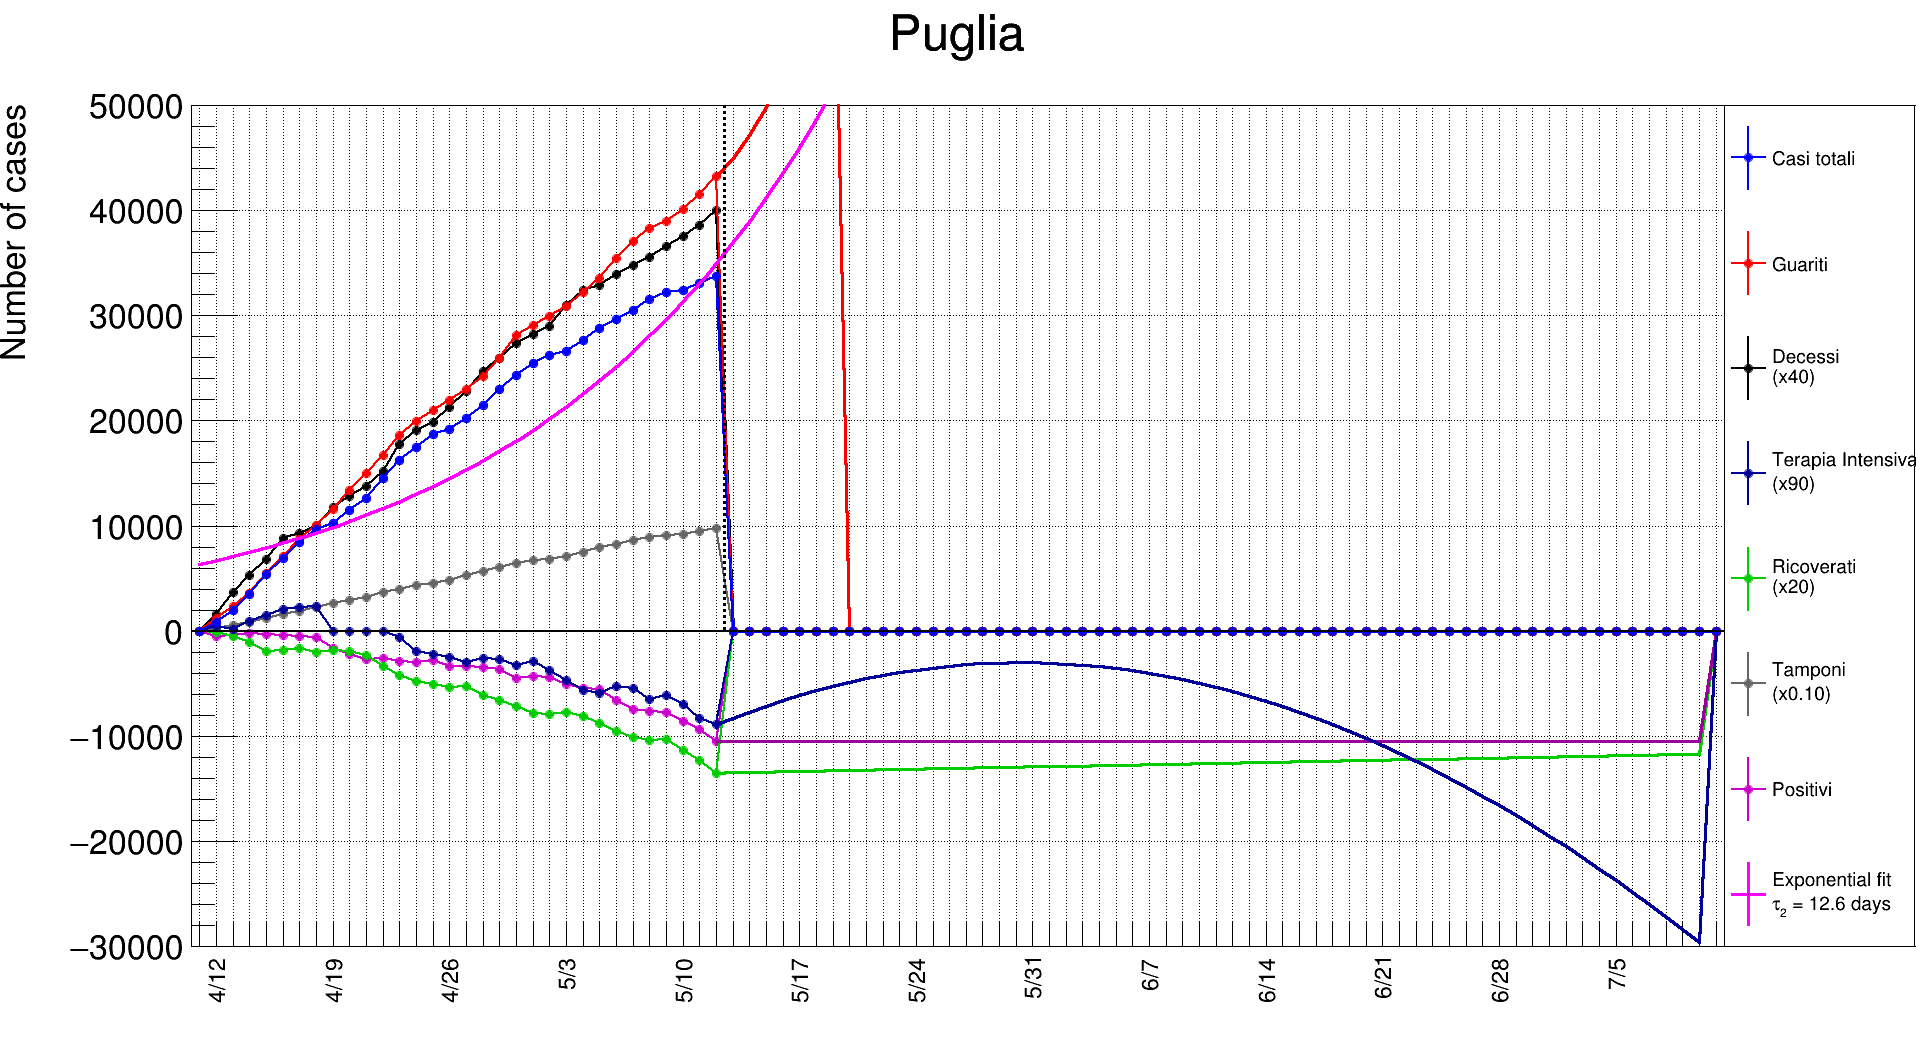 Puglia
Number of cases
50000
40000
30000
20000
10000
0
−10000
−20000
−30000
4/12
4/19
4/26
5/3
5/10
5/17
5/24
5/31
6/7
6/14
6/21
6/28
7/5
Casi totali
Guariti
Decessi
(x40)
Terapia Intensiva
(x90)
Ricoverati
(x20)
Tamponi
(x0.10)
Positivi
Exponential fit
τ₂ = 12.6 days